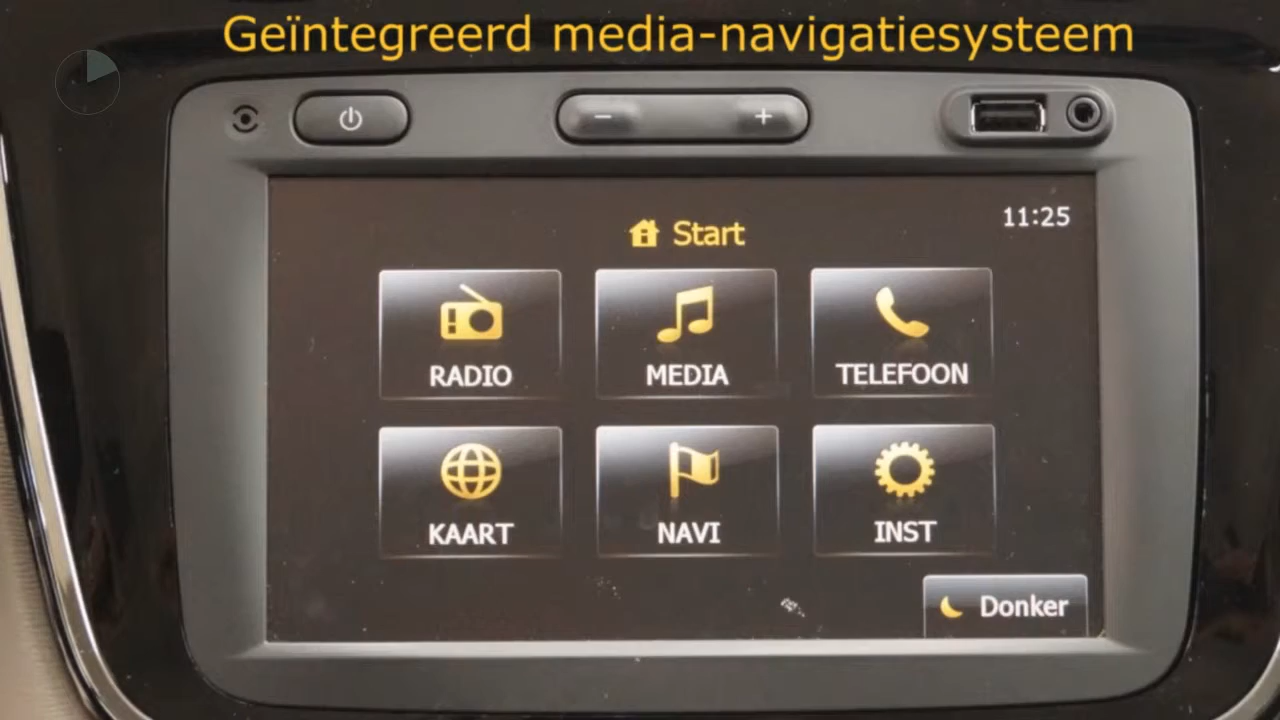 Geïntegreerd media-navigatiesysteem
11:25
Start
RADIO
MEDIA
TELEFOON
KAART
NAVI
INST
Donker